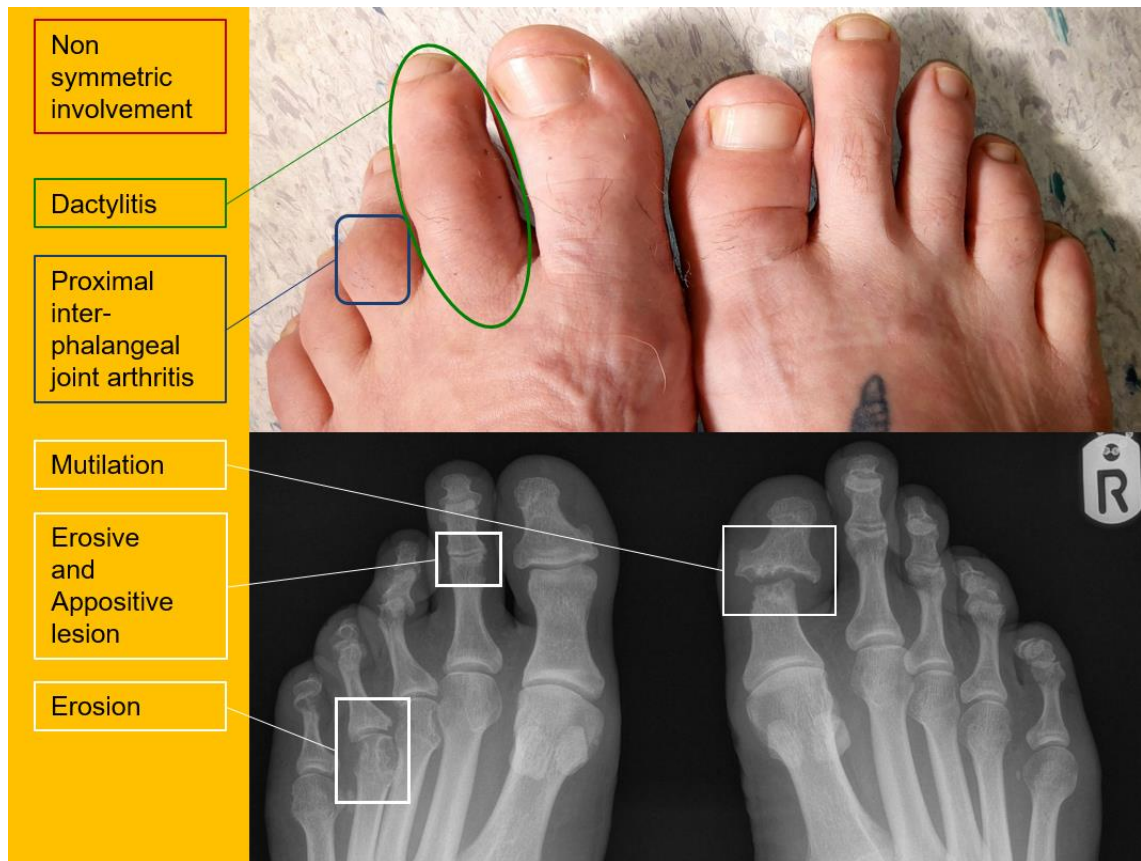 Non
symmetric
involvement
Dactylitis
Proximal
inter-
phalangeal
joint arthritis
Mutilation
Erosive
and
Appositive
lesion
Erosion
R